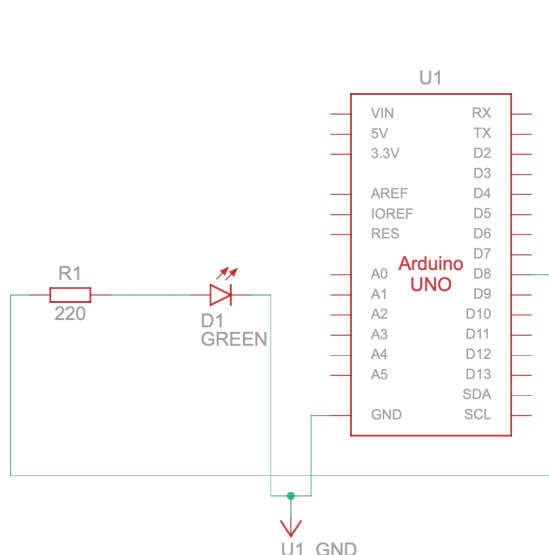 U1
VIN
5V
3.3V
AREF
IOREF
RES
A0
A1
A2
A3
A4
A5
GND
Arduino
UNO
RX
TX
D2
D3
D4
D5
D6
D7
D8
D9
D10
D11
D12
D13
SDA
SCL
R1
220
D1
GREEN
U1_GND